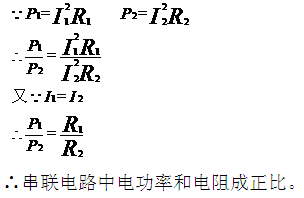 ∵P₁=I₁²R₁ P₂=I₂²R₂
∴P₁/P₂=I₁²R₁/I₂²R₂
又∵I₁=I₂
∴P₁/P₂=R₁/R₂
∴串联电路中电功率和电阻成正比。